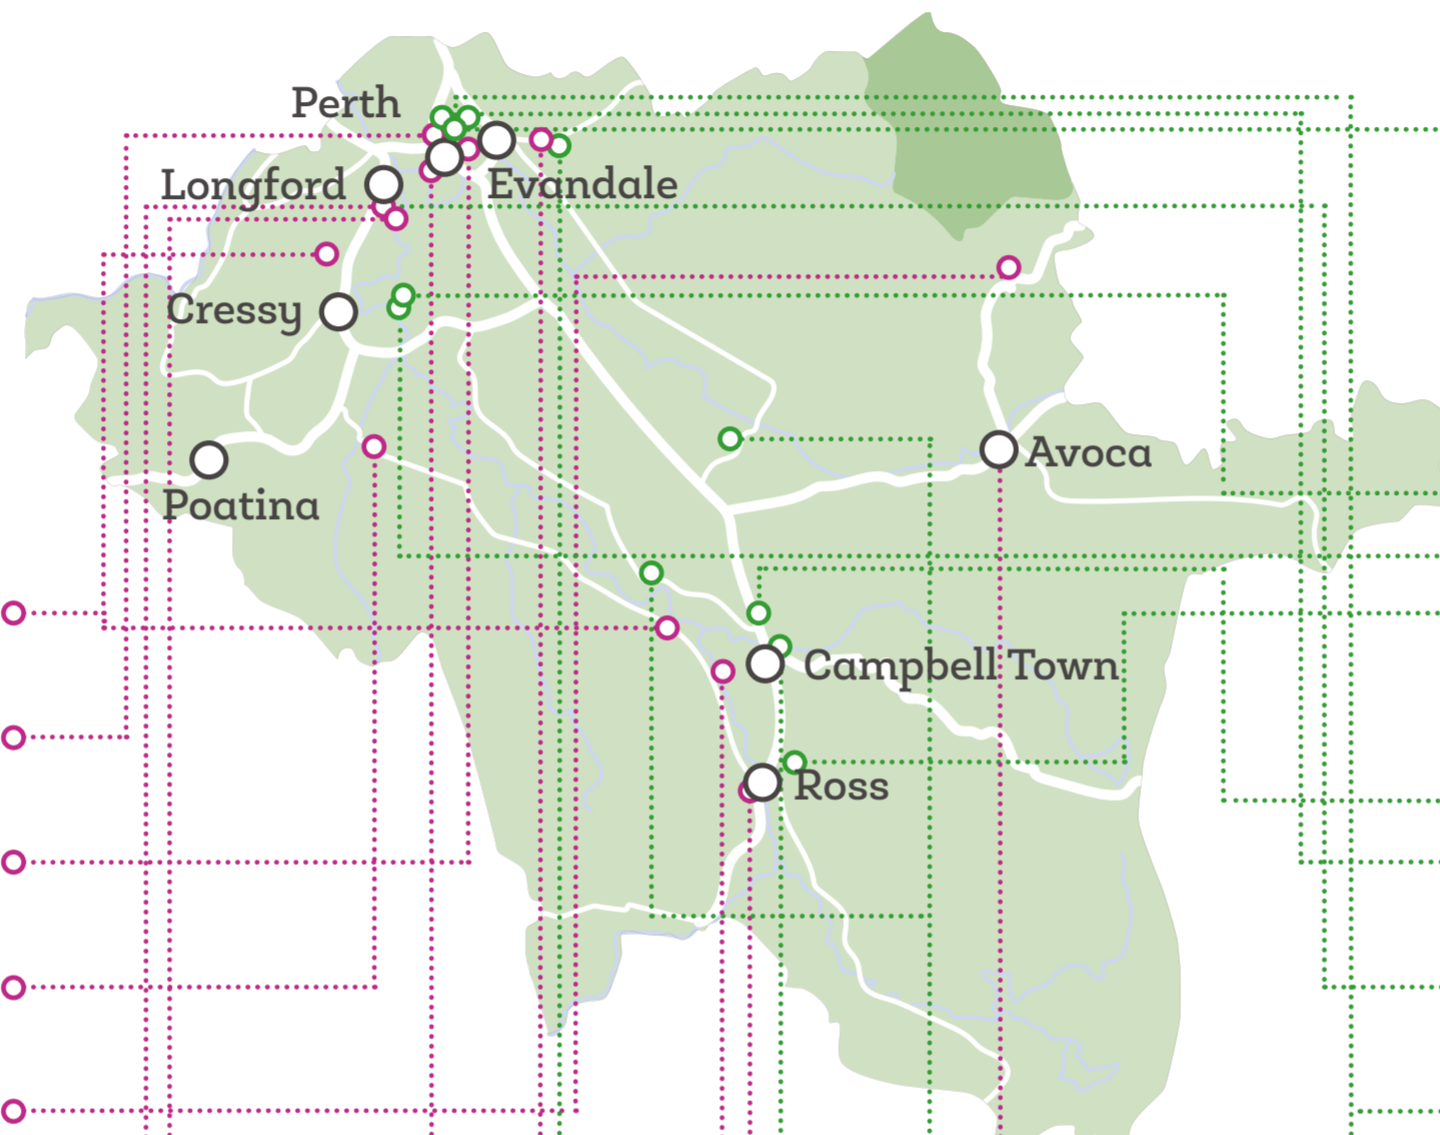 Perth
Longford
Evandale
Cressy
Avoca
Poatina
Campbell Town
Ross